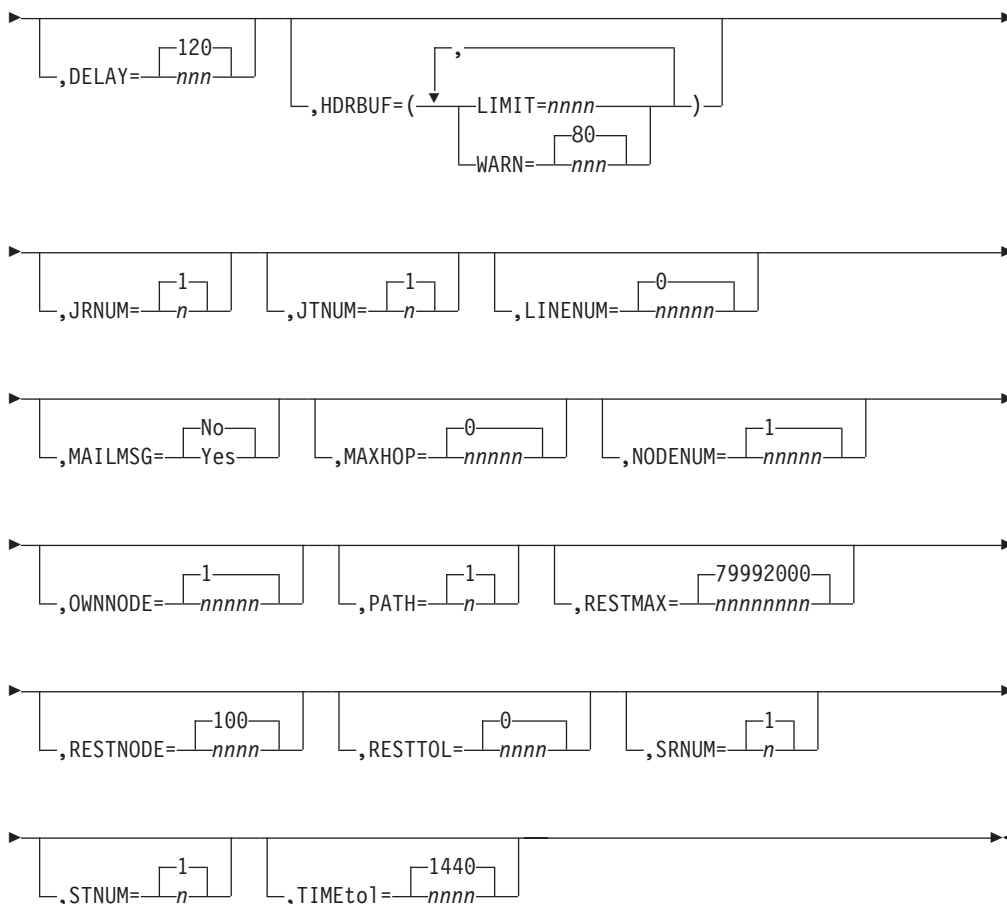 120
,DELAY= nnn
,
,HDRBUF=( LIMIT=nnnn )
80
WARN= nnn
1 1 0
,JRNUM= n ,JTNUM= n ,LINENUM= nnnnn
No 0 1
,MAILMSG= Yes ,MAXHOP= nnnnn ,NODENUM= nnnnn
1 1 79992000
,OWNNODE= nnnnn ,PATH= n ,RESTMAX= nnnnnnnn
100 0 1
,RESTNODE= nnnn ,RESTTOL= nnnn ,SRNUM= n
1 1440
,STNUM= n ,TIMEtol= nnnn